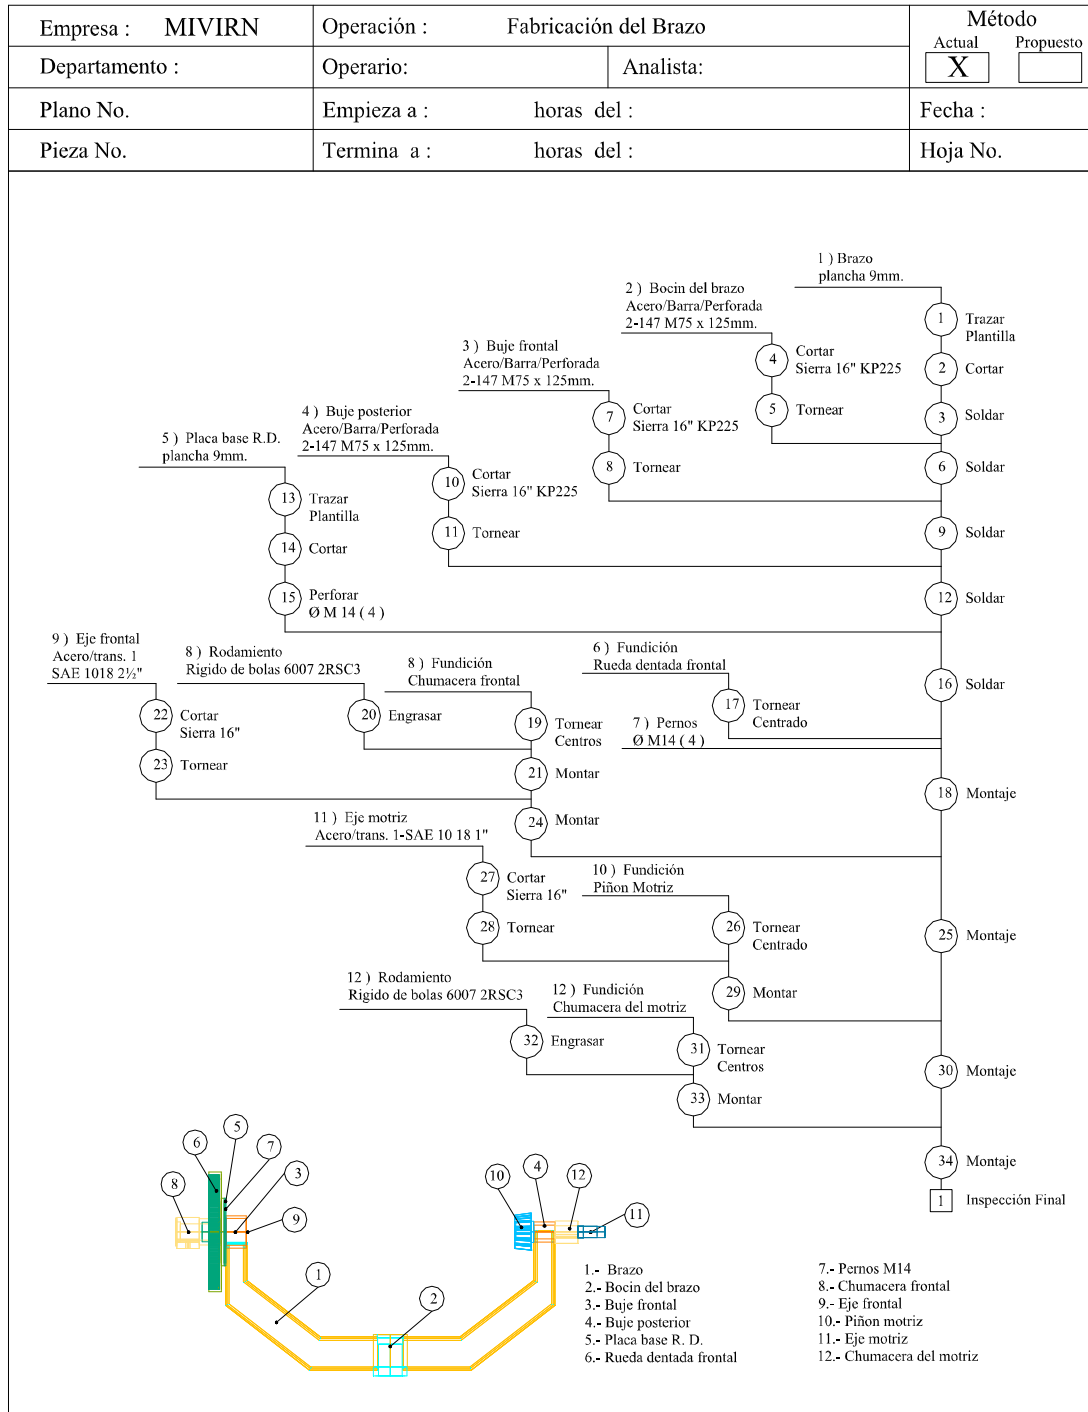 Empresa : MIVIRN
Operación : Fabricación del Brazo
Método
Actual Propuesto
X
Departamento :
Operario:
Analista:
Plano No.
Empieza a : horas del :
Fecha :
Pieza No.
Termina a : horas del :
Hoja No.
1 ) Brazo
plancha 9mm.
1 Trazar
Plantilla
2 Cortar
3 Soldar
2 ) Bocin del brazo
Acero/Barra/Perforada
2-147 M75 x 125mm.
4 Cortar
Sierra 16" KP225
5 Tornear
6 Soldar
3 ) Buje frontal
Acero/Barra/Perforada
2-147 M75 x 125mm.
7 Cortar
Sierra 16" KP225
8 Tornear
9 Soldar
4 ) Buje posterior
Acero/Barra/Perforada
2-147 M75 x 125mm.
10 Cortar
Sierra 16" KP225
11 Tornear
12 Soldar
5 ) Placa base R.D.
plancha 9mm.
13 Trazar
Plantilla
14 Cortar
15 Perforar
Ø M 14 ( 4 )
16 Soldar
6 ) Fundición
Rueda dentada frontal
17 Tornear
Centrado
7 ) Pernos
Ø M14 ( 4 )
18 Montaje
8 ) Fundición
Chumacera frontal
19 Tornear
Centros
8 ) Rodamiento
Rigido de bolas 6007 2RSC3
20 Engrasar
21 Montar
9 ) Eje frontal
Acero/trans. 1
SAE 1018 2½"
22 Cortar
Sierra 16"
23 Tornear
24 Montar
25 Montaje
10 ) Fundición
Piñon Motriz
26 Tornear
Centrado
11 ) Eje motriz
Acero/trans. 1-SAE 10 18 1"
27 Cortar
Sierra 16"
28 Tornear
29 Montar
30 Montaje
12 ) Fundición
Chumacera del motriz
31 Tornear
Centros
12 ) Rodamiento
Rigido de bolas 6007 2RSC3
32 Engrasar
33 Montar
34 Montaje
1 Inspección Final
5
6
7
3
8
9
1
2
10
4
12
11
1.- Brazo
2.- Bocin del brazo
3.- Buje frontal
4.- Buje posterior
5.- Placa base R. D.
6.- Rueda dentada frontal
7.- Pernos M14
8.- Chumacera frontal
9.- Eje frontal
10.- Piñon motriz
11.- Eje motriz
12.- Chumacera del motriz